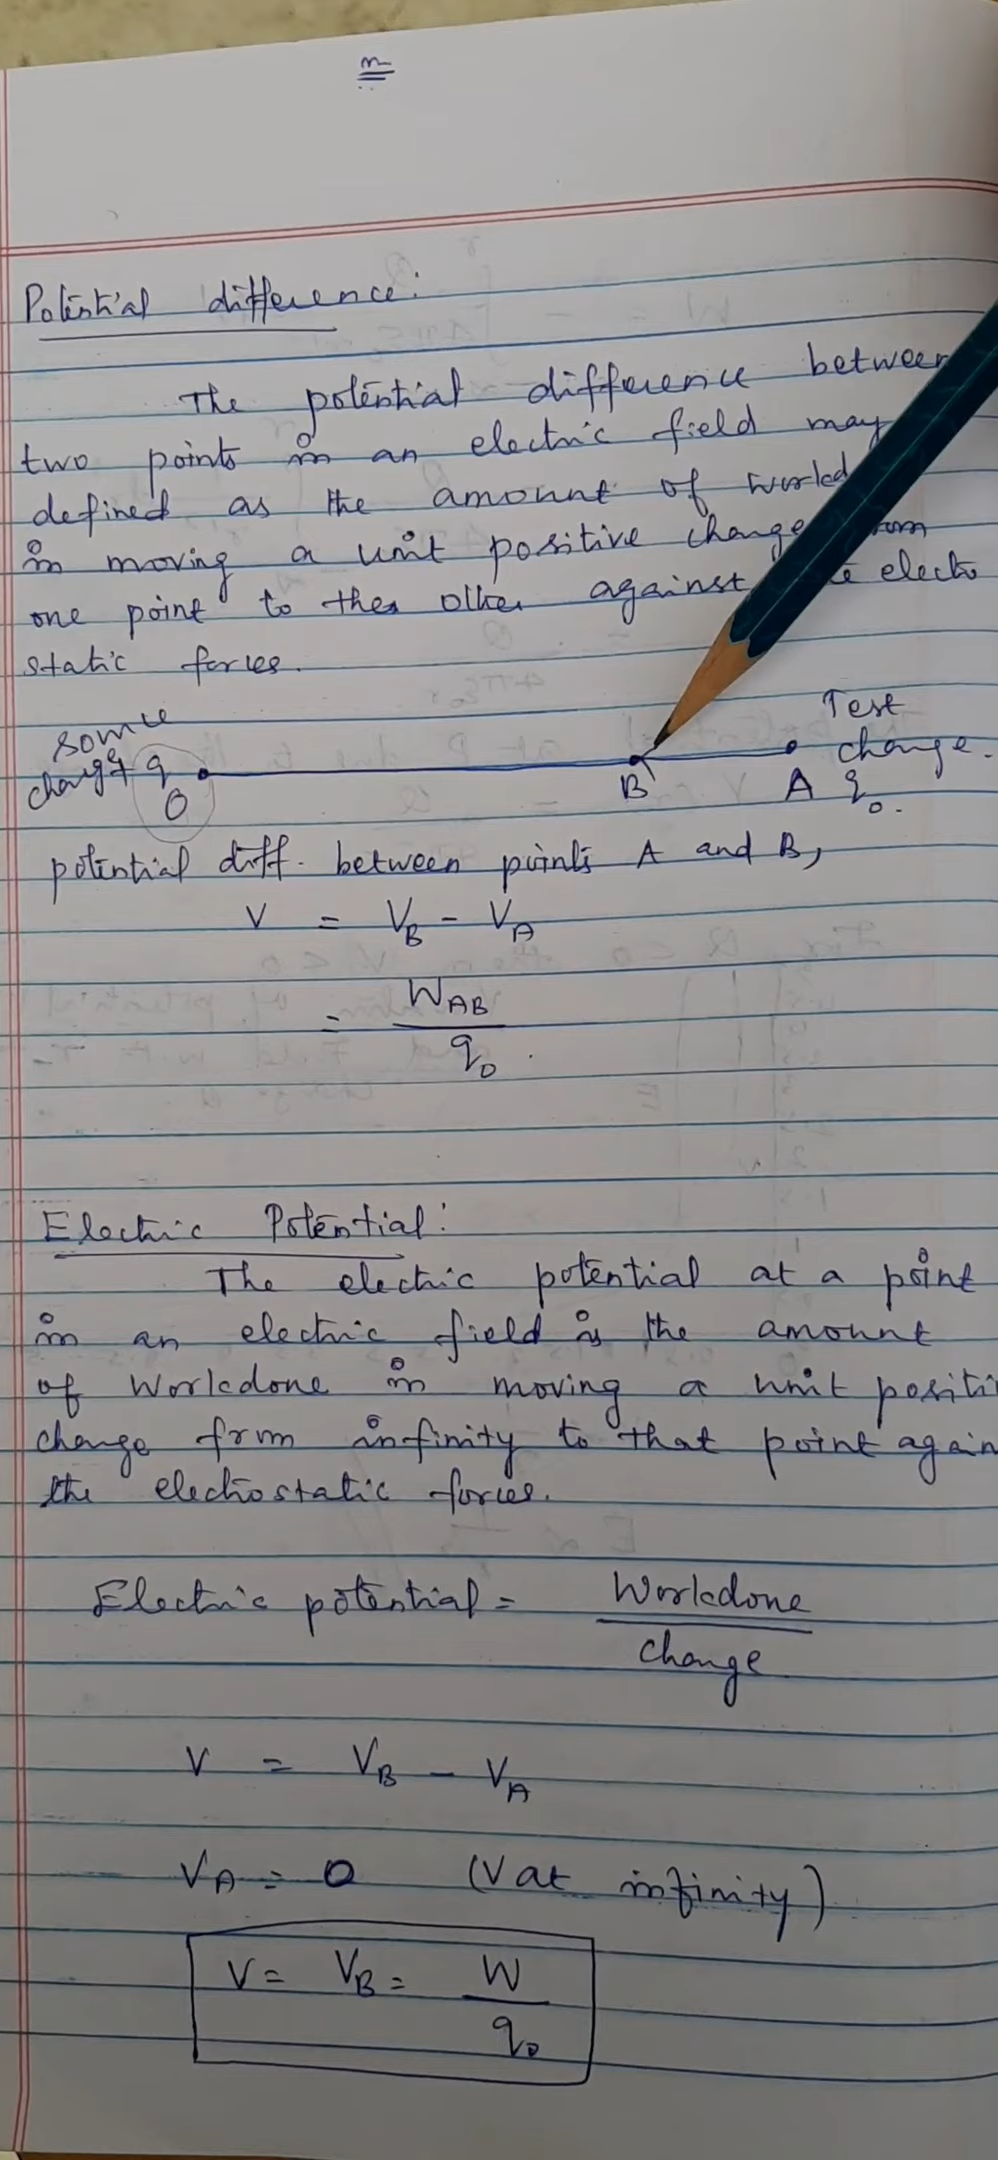 Potential difference:
The potential difference between
two points in an electric field may
defined as the amount of workd
in moving a unit positive charge
one point to the other against electro
static forces.
source
charge
+ q
O
B
A
Test
charge.
q0.
potential diff. between points A and B,
V = VB - VA
= WAB
q0
Electric Potential:
The electric potential at a point
in an electric field is the amount
of Workdone in moving a unit positi
charge from infinity to that point again
the electrostatic forces.
Electric potential = Workdone
charge
V = VB - VA
VA = 0 (V at infinity)
V = VB = W
q0